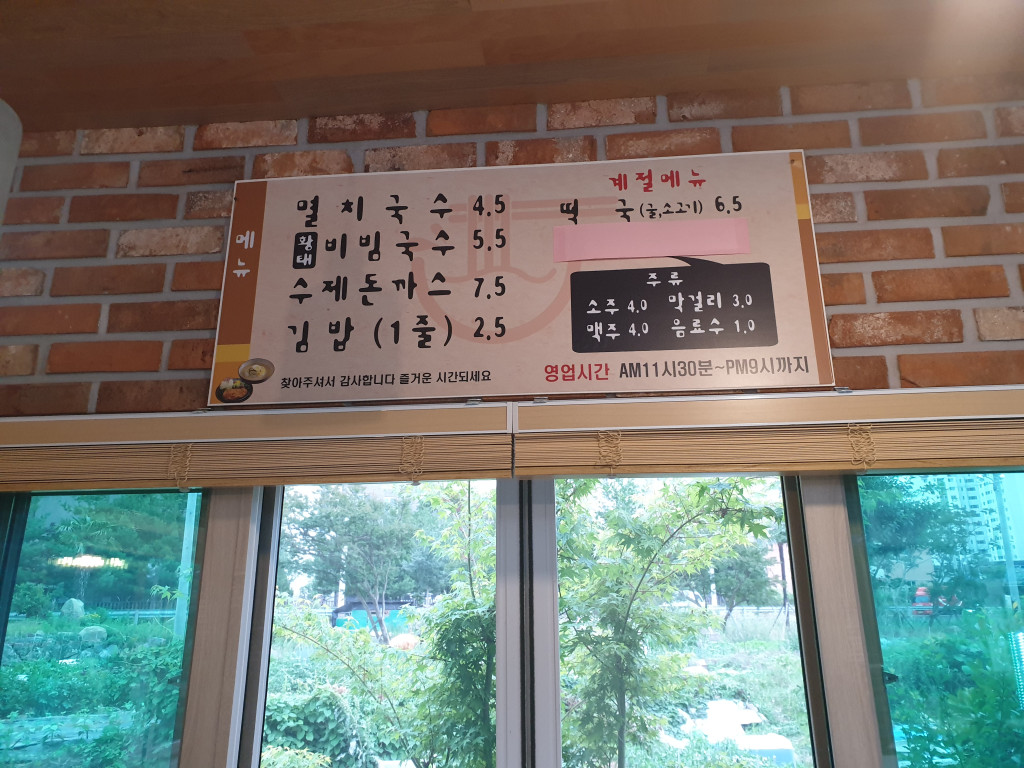 메뉴
멸치국수 4.5
황태 비빔국수 5.5
수제돈까스 7.5
김밥 (1줄) 2.5
찾아주셔서 감사합니다 즐거운 시간되세요
계절메뉴
떡국(굴,소고기) 6.5
주류
소주 4.0 막걸리 3.0
맥주 4.0 음료수 1.0
영업시간 AM11시30분~PM9시까지